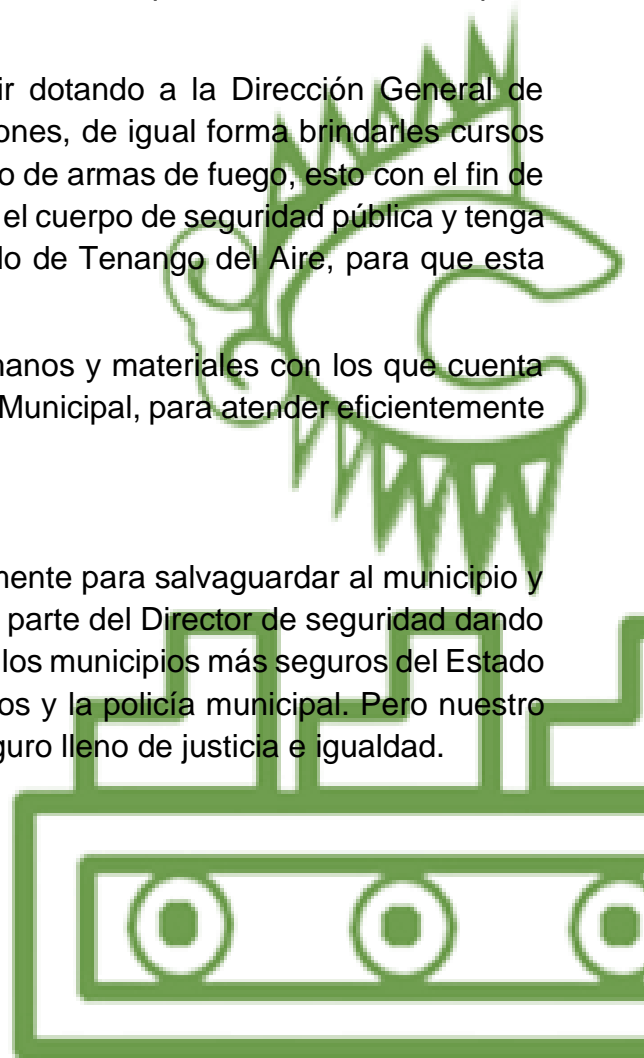 ir dotando a la Dirección General de
ones, de igual forma brindarles cursos
o de armas de fuego, esto con el fin de
el cuerpo de seguridad pública y tenga
lo de Tenango del Aire, para que esta
nanos y materiales con los que cuenta
Municipal, para atender eficientemente
mente para salvaguardar al municipio y
parte del Director de seguridad dando
los municipios más seguros del Estado
os y la policía municipal. Pero nuestro
guro lleno de justicia e igualdad.